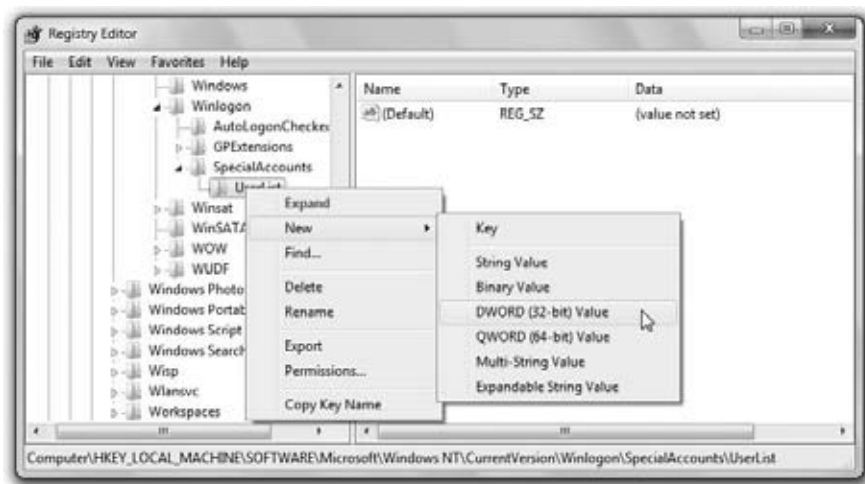 Registry Editor
File Edit View Favorites Help
Windows
Winlogon
AutoLogonChecked
GPExtensions
SpecialAccounts
UserList
Winsat
WinSATA
WOW
WUDF
Windows Photo
Windows Portab
Windows Script
Windows Search
Wisp
Wlansvc
Workspaces
Name Type Data
ab (Default) REG_SZ (value not set)
Expand
New
Find...
Delete
Rename
Export
Permissions...
Copy Key Name
Key
String Value
Binary Value
DWORD (32-bit) Value
QWORD (64-bit) Value
Multi-String Value
Expandable String Value
Computer\HKEY_LOCAL_MACHINE\SOFTWARE\Microsoft\Windows NT\CurrentVersion\Winlogon\SpecialAccounts\UserList